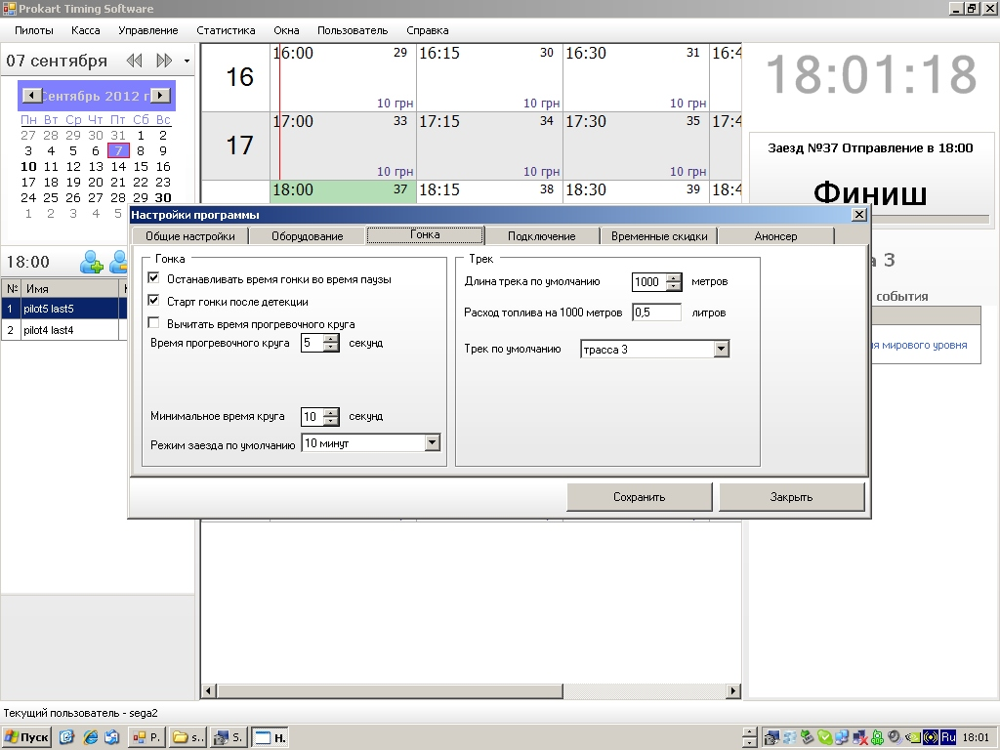 Prokart Timing Software
Пилоты Касса Управление Статистика Окна Пользователь Справка
07 сентября
ентябрь 2012 г
Пн Вт Ср Чт Пт Сб Вс
27 28 29 30 31 1 2
3 4 5 6 7 8 9
10 11 12 13 14 15 16
17 18 19 20 21 22 23
24 25 26 27 28 29 30
1 2 3 4 5
16
16:00 29 16:15 30 16:30 31 16:4
10 грн 10 грн 10 грн
17
17:00 33 17:15 34 17:30 35 17:4
10 грн 10 грн 10 грн
18:00 37 18:15 38 18:30 39 18:4
18:01:18
Заезд №37 Отправление в 18:00
Финиш
а 3
события
ия мирового уровня
18:00
№ Имя
1 pilot5 last5
2 pilot4 last4
Настройки программы
Общие настройки Оборудование Гонка Подключение Временные скидки Анонсер
Гонка
Останавливать время гонки во время паузы
Старт гонки после детекции
Вычитать время прогревочного круга
Время прогревочного круга 5 секунд
Минимальное время круга 10 секунд
Режим заезда по умолчанию 10 минут
Трек
Длина трека по умолчанию 1000 метров
Расход топлива на 1000 метров 0,5 литров
Трек по умолчанию трасса 3
Сохранить Закрыть
Текущий пользователь - sega2
Пуск P. s.. S. Н. Ru 18:01